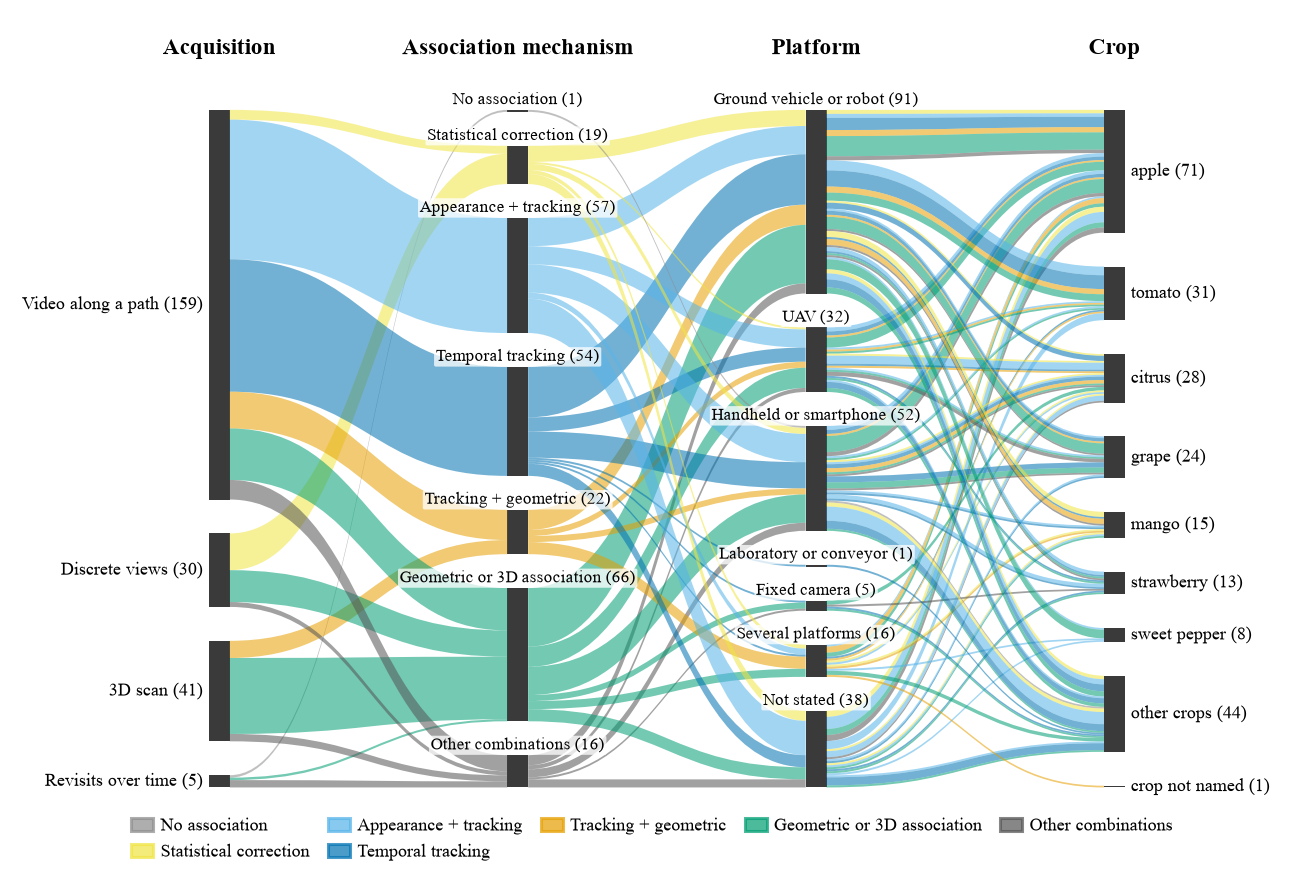 Acquisition
Association mechanism
Platform
Crop
No association (1)
Ground vehicle or robot (91)
Statistical correction (19)
apple (71)
Appearance + tracking (57)
tomato (31)
Video along a path (159)
UAV (32)
Temporal tracking (54)
citrus (28)
Handheld or smartphone (52)
grape (24)
Tracking + geometric (22)
mango (15)
Laboratory or conveyor (1)
Discrete views (30)
Geometric or 3D association (66)
strawberry (13)
Fixed camera (5)
Several platforms (16)
sweet pepper (8)
3D scan (41)
Not stated (38)
other crops (44)
Other combinations (16)
Revisits over time (5)
crop not named (1)
No association
Appearance + tracking
Tracking + geometric
Geometric or 3D association
Other combinations
Statistical correction
Temporal tracking